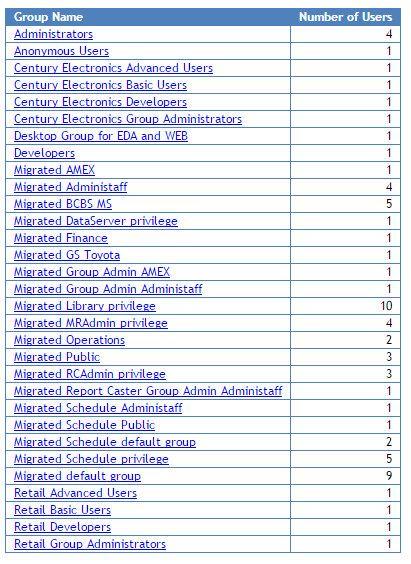 Group Name Number of Users
Administrators 4
Anonymous Users 1
Century Electronics Advanced Users 1
Century Electronics Basic Users 1
Century Electronics Developers 1
Century Electronics Group Administrators 1
Desktop Group for EDA and WEB 1
Developers 1
Migrated AMEX 1
Migrated Administaff 4
Migrated BCBS MS 5
Migrated DataServer privilege 1
Migrated Finance 1
Migrated GS Toyota 1
Migrated Group Admin AMEX 1
Migrated Group Admin Administaff 1
Migrated Library privilege 10
Migrated MRAdmin privilege 4
Migrated Operations 2
Migrated Public 3
Migrated RCAdmin privilege 3
Migrated Report Caster Group Admin Administaff 1
Migrated Schedule Administaff 1
Migrated Schedule Public 1
Migrated Schedule default group 2
Migrated Schedule privilege 5
Migrated default group 9
Retail Advanced Users 1
Retail Basic Users 1
Retail Developers 1
Retail Group Administrators 1